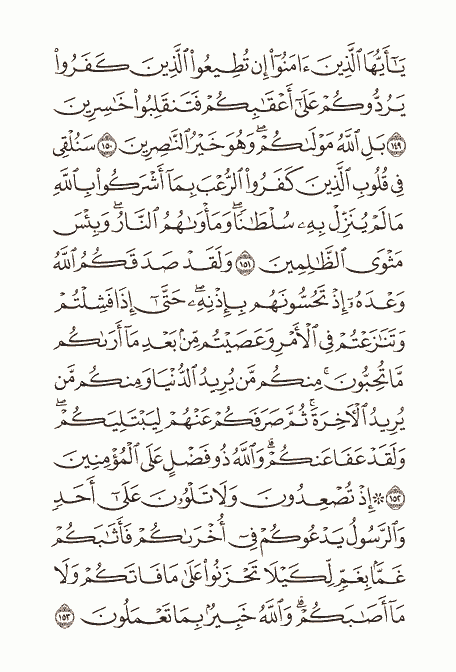 يَـٰٓأَيُّهَا ٱلَّذِينَ ءَامَنُوٓا۟ إِن تُطِيعُوا۟ ٱلَّذِينَ كَفَرُوا۟
يَرُدُّوكُمْ عَلَىٰٓ أَعْقَـٰبِكُمْ فَتَنقَلِبُوا۟ خَـٰسِرِينَ
١٤٩ بَلِ ٱللَّهُ مَوْلَىٰكُمْ ۖ وَهُوَ خَيْرُ ٱلنَّـٰصِرِينَ ١٥٠ سَنُلْقِى
فِى قُلُوبِ ٱلَّذِينَ كَفَرُوا۟ ٱلرُّعْبَ بِمَآ أَشْرَكُوا۟ بِٱللَّهِ
مَا لَمْ يُنَزِّلْ بِهِۦ سُلْطَـٰنًا ۖ وَمَأْوَىٰهُمُ ٱلنَّارُ ۚ وَبِئْسَ
مَثْوَى ٱلظَّـٰلِمِينَ ١٥١ وَلَقَدْ صَدَقَكُمُ ٱللَّهُ
وَعْدَهُۥٓ إِذْ تَحُسُّونَهُم بِإِذْنِهِۦ ۖ حَتَّىٰٓ إِذَا فَشِلْتُمْ
وَتَنَـٰزَعْتُمْ فِى ٱلْأَمْرِ وَعَصَيْتُم مِّنۢ بَعْدِ مَآ أَرَىٰكُم
مَّا تُحِبُّونَ ۚ مِنكُم مَّن يُرِيدُ ٱلدُّنْيَا وَمِنكُم مَّن
يُرِيدُ ٱلْـَٔاخِرَةَ ۚ ثُمَّ صَرَفَكُمْ عَنْهُمْ لِيَبْتَلِيَكُمْ ۖ
وَلَقَدْ عَفَا عَنكُمْ ۗ وَٱللَّهُ ذُو فَضْلٍ عَلَى ٱلْمُؤْمِنِينَ
١٥٢ ۞ إِذْ تُصْعِدُونَ وَلَا تَلْوُۥنَ عَلَىٰٓ أَحَدٍ
وَٱلرَّسُولُ يَدْعُوكُمْ فِىٓ أُخْرَىٰكُمْ فَأَثَـٰبَكُمْ
غَمًّۢا بِغَمٍّ لِّكَيْلَا تَحْزَنُوا۟ عَلَىٰ مَا فَاتَكُمْ وَلَا
مَآ أَصَـٰبَكُمْ ۗ وَٱللَّهُ خَبِيرٌۢ بِمَا تَعْمَلُونَ ١٥٣